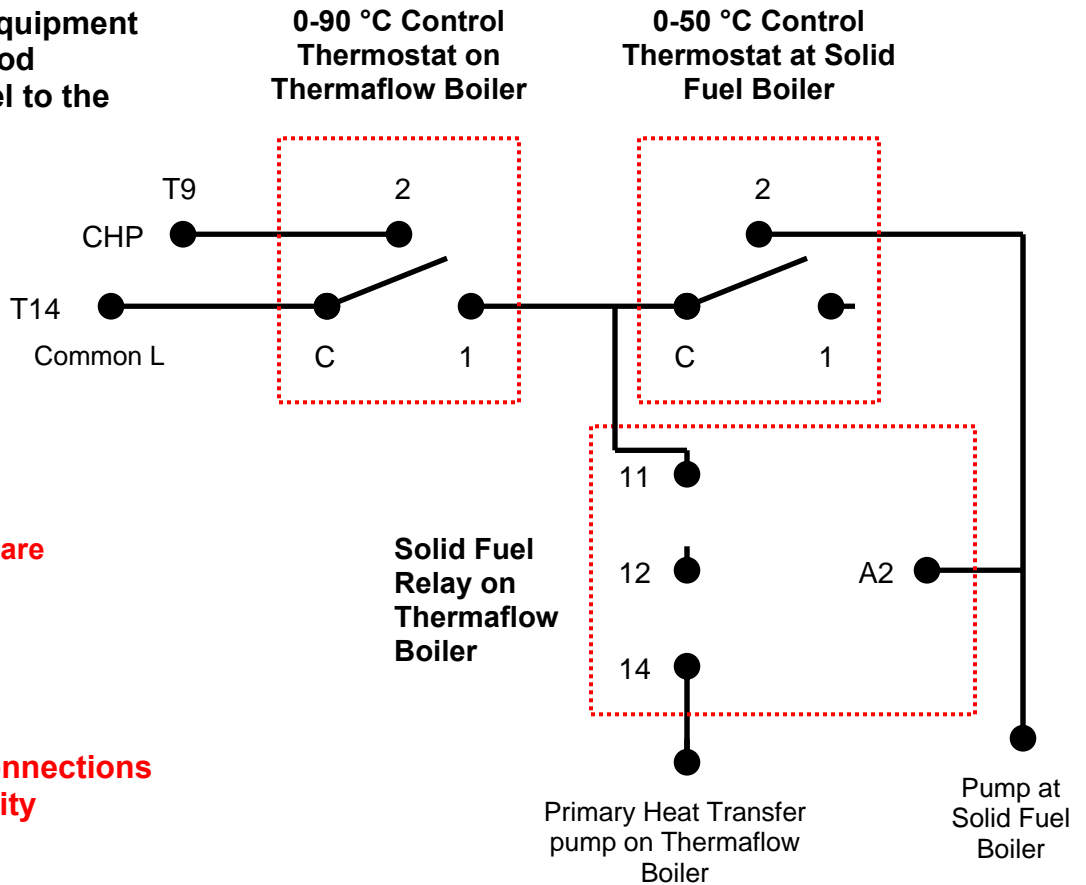 quipment
od
el to the
0-90 °C Control
Thermostat on
Thermaflow Boiler
0-50 °C Control
Thermostat at Solid
Fuel Boiler
T9
2
2
CHP
T14
Common L
C
1
C
1
11
are
Solid Fuel
Relay on
Thermaflow
Boiler
12
A2
14
nnections
ity
Primary Heat Transfer
pump on Thermaflow
Boiler
Pump at
Solid Fuel
Boiler